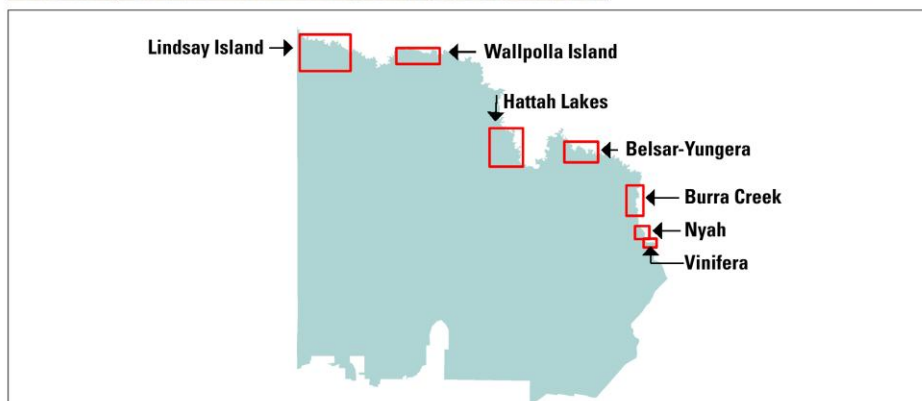 Lindsay Island
Wallpolla Island
Hattah Lakes
Belsar-Yungera
Burra Creek
Nyah
Vinifera